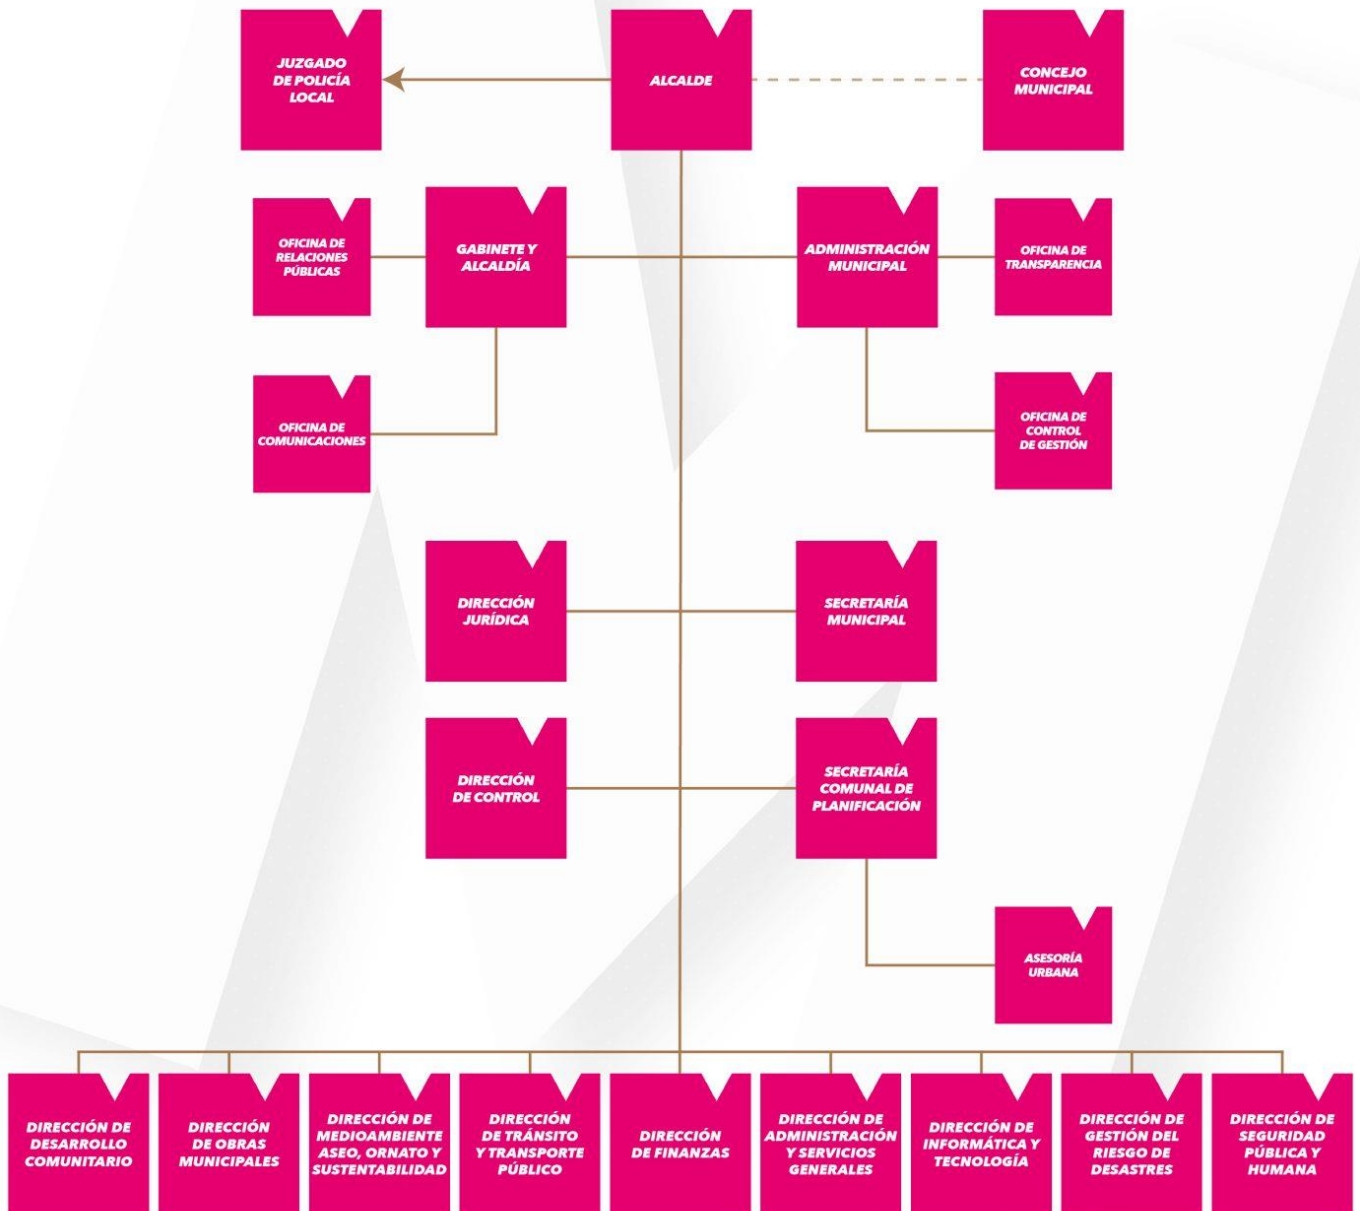 JUZGADO
DE POLICÍA
LOCAL
ALCALDE
CONCEJO
MUNICIPAL
OFICINA DE
RELACIONES
PÚBLICAS
GABINETE Y
ALCALDÍA
ADMINISTRACIÓN
MUNICIPAL
OFICINA DE
TRANSPARENCIA
OFICINA DE
COMUNICACIONES
OFICINA DE
CONTROL
DE GESTIÓN
DIRECCIÓN
JURÍDICA
SECRETARÍA
MUNICIPAL
DIRECCIÓN
DE CONTROL
SECRETARÍA
COMUNAL DE
PLANIFICACIÓN
ASESORÍA
URBANA
DIRECCIÓN DE
DESARROLLO
COMUNITARIO
DIRECCIÓN
DE OBRAS
MUNICIPALES
DIRECCIÓN DE
MEDIOAMBIENTE
ASEO, ORNATO Y
SUSTENTABILIDAD
DIRECCIÓN
DE TRÁNSITO
Y TRANSPORTE
PÚBLICO
DIRECCIÓN
DE FINANZAS
DIRECCIÓN DE
ADMINISTRACIÓN
Y SERVICIOS
GENERALES
DIRECCIÓN DE
INFORMÁTICA Y
TECNOLOGÍA
DIRECCIÓN DE
GESTIÓN DEL
RIESGO DE
DESASTRES
DIRECCIÓN DE
SEGURIDAD
PÚBLICA Y
HUMANA